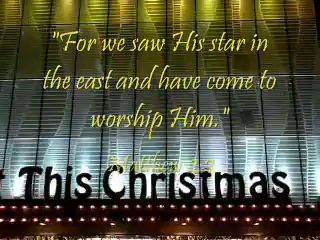 "For we saw His star in
the east and have come to
worship Him."
Matthew 2:2
This Christmas